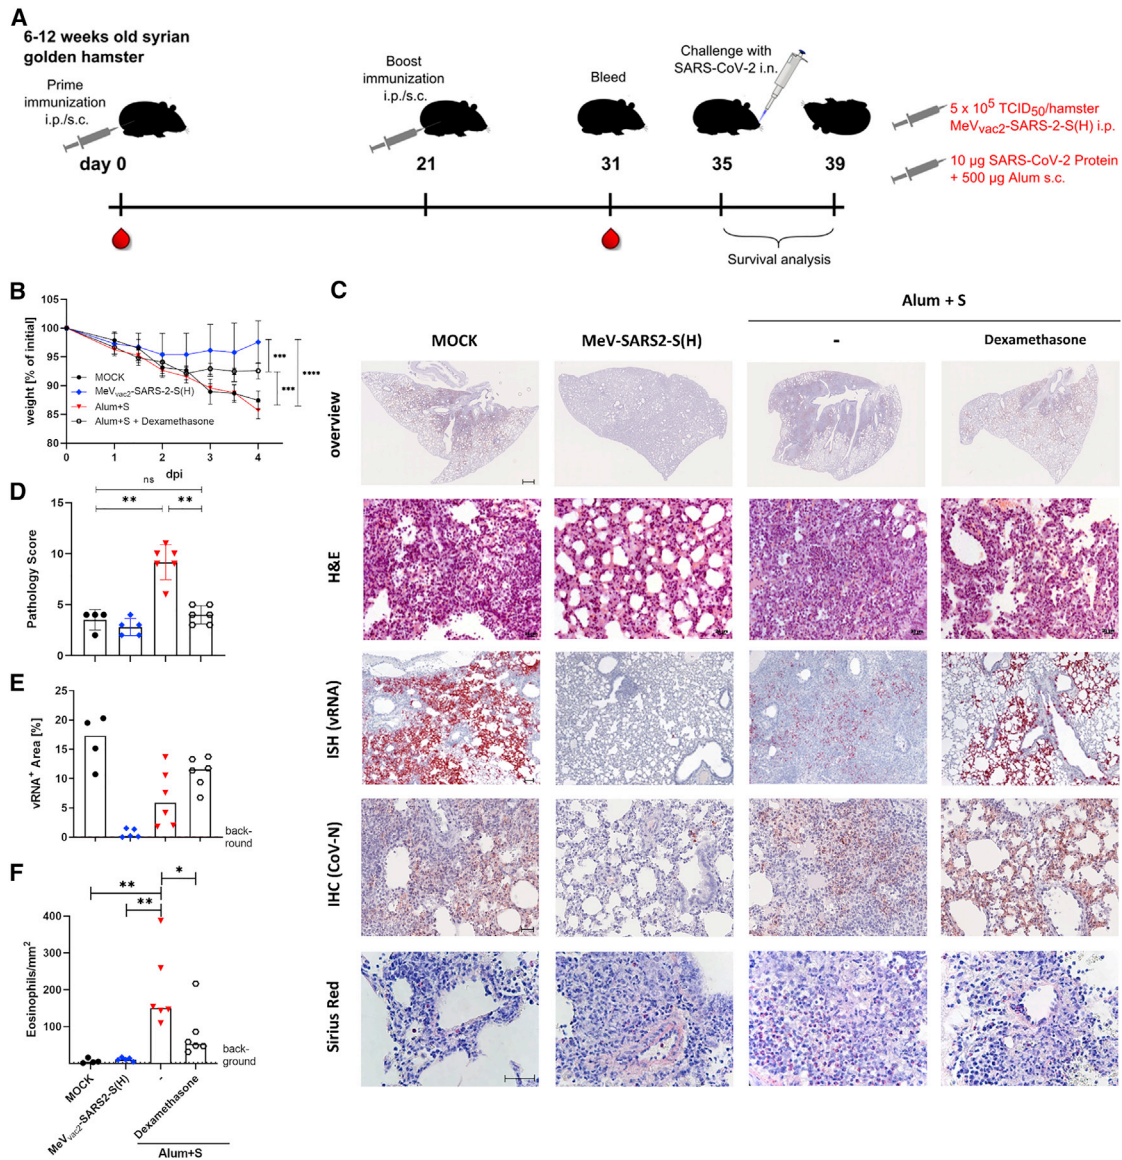 A
6-12 weeks old syrian
golden hamster
Prime
immunization
i.p./s.c.
Boost
immunization
i.p./s.c.
Bleed
Challenge with
SARS-CoV-2 i.n.
5 x 10⁵ TCID₅₀/hamster
MeVvac2-SARS-2-S(H) i.p.
10 µg SARS-CoV-2 Protein
+ 500 µg Alum s.c.
day 0
21
31
35
39
Survival analysis
B
weight [% of initial]
105
100
95
90
85
80
MOCK
MeVvac2-SARS-2-S(H)
Alum+S
Alum+S + Dexamethasone
***
***
****
0
1
2
3
4
dpi
C
Alum + S
MOCK
MeV-SARS2-S(H)
-
Dexamethasone
overview
H&E
ISH (vRNA)
IHC (CoV-N)
Sirius Red
D
ns
**
**
Pathology Score
15
10
5
0
E
vRNA⁺ Area [%]
25
20
15
10
5
0
back-
round
F
*
**
**
Eosinophils/mm²
400
300
200
100
back-
ground
MOCK
MeVvac2-SARS2-S(H)
-
Dexamethasone
Alum+S